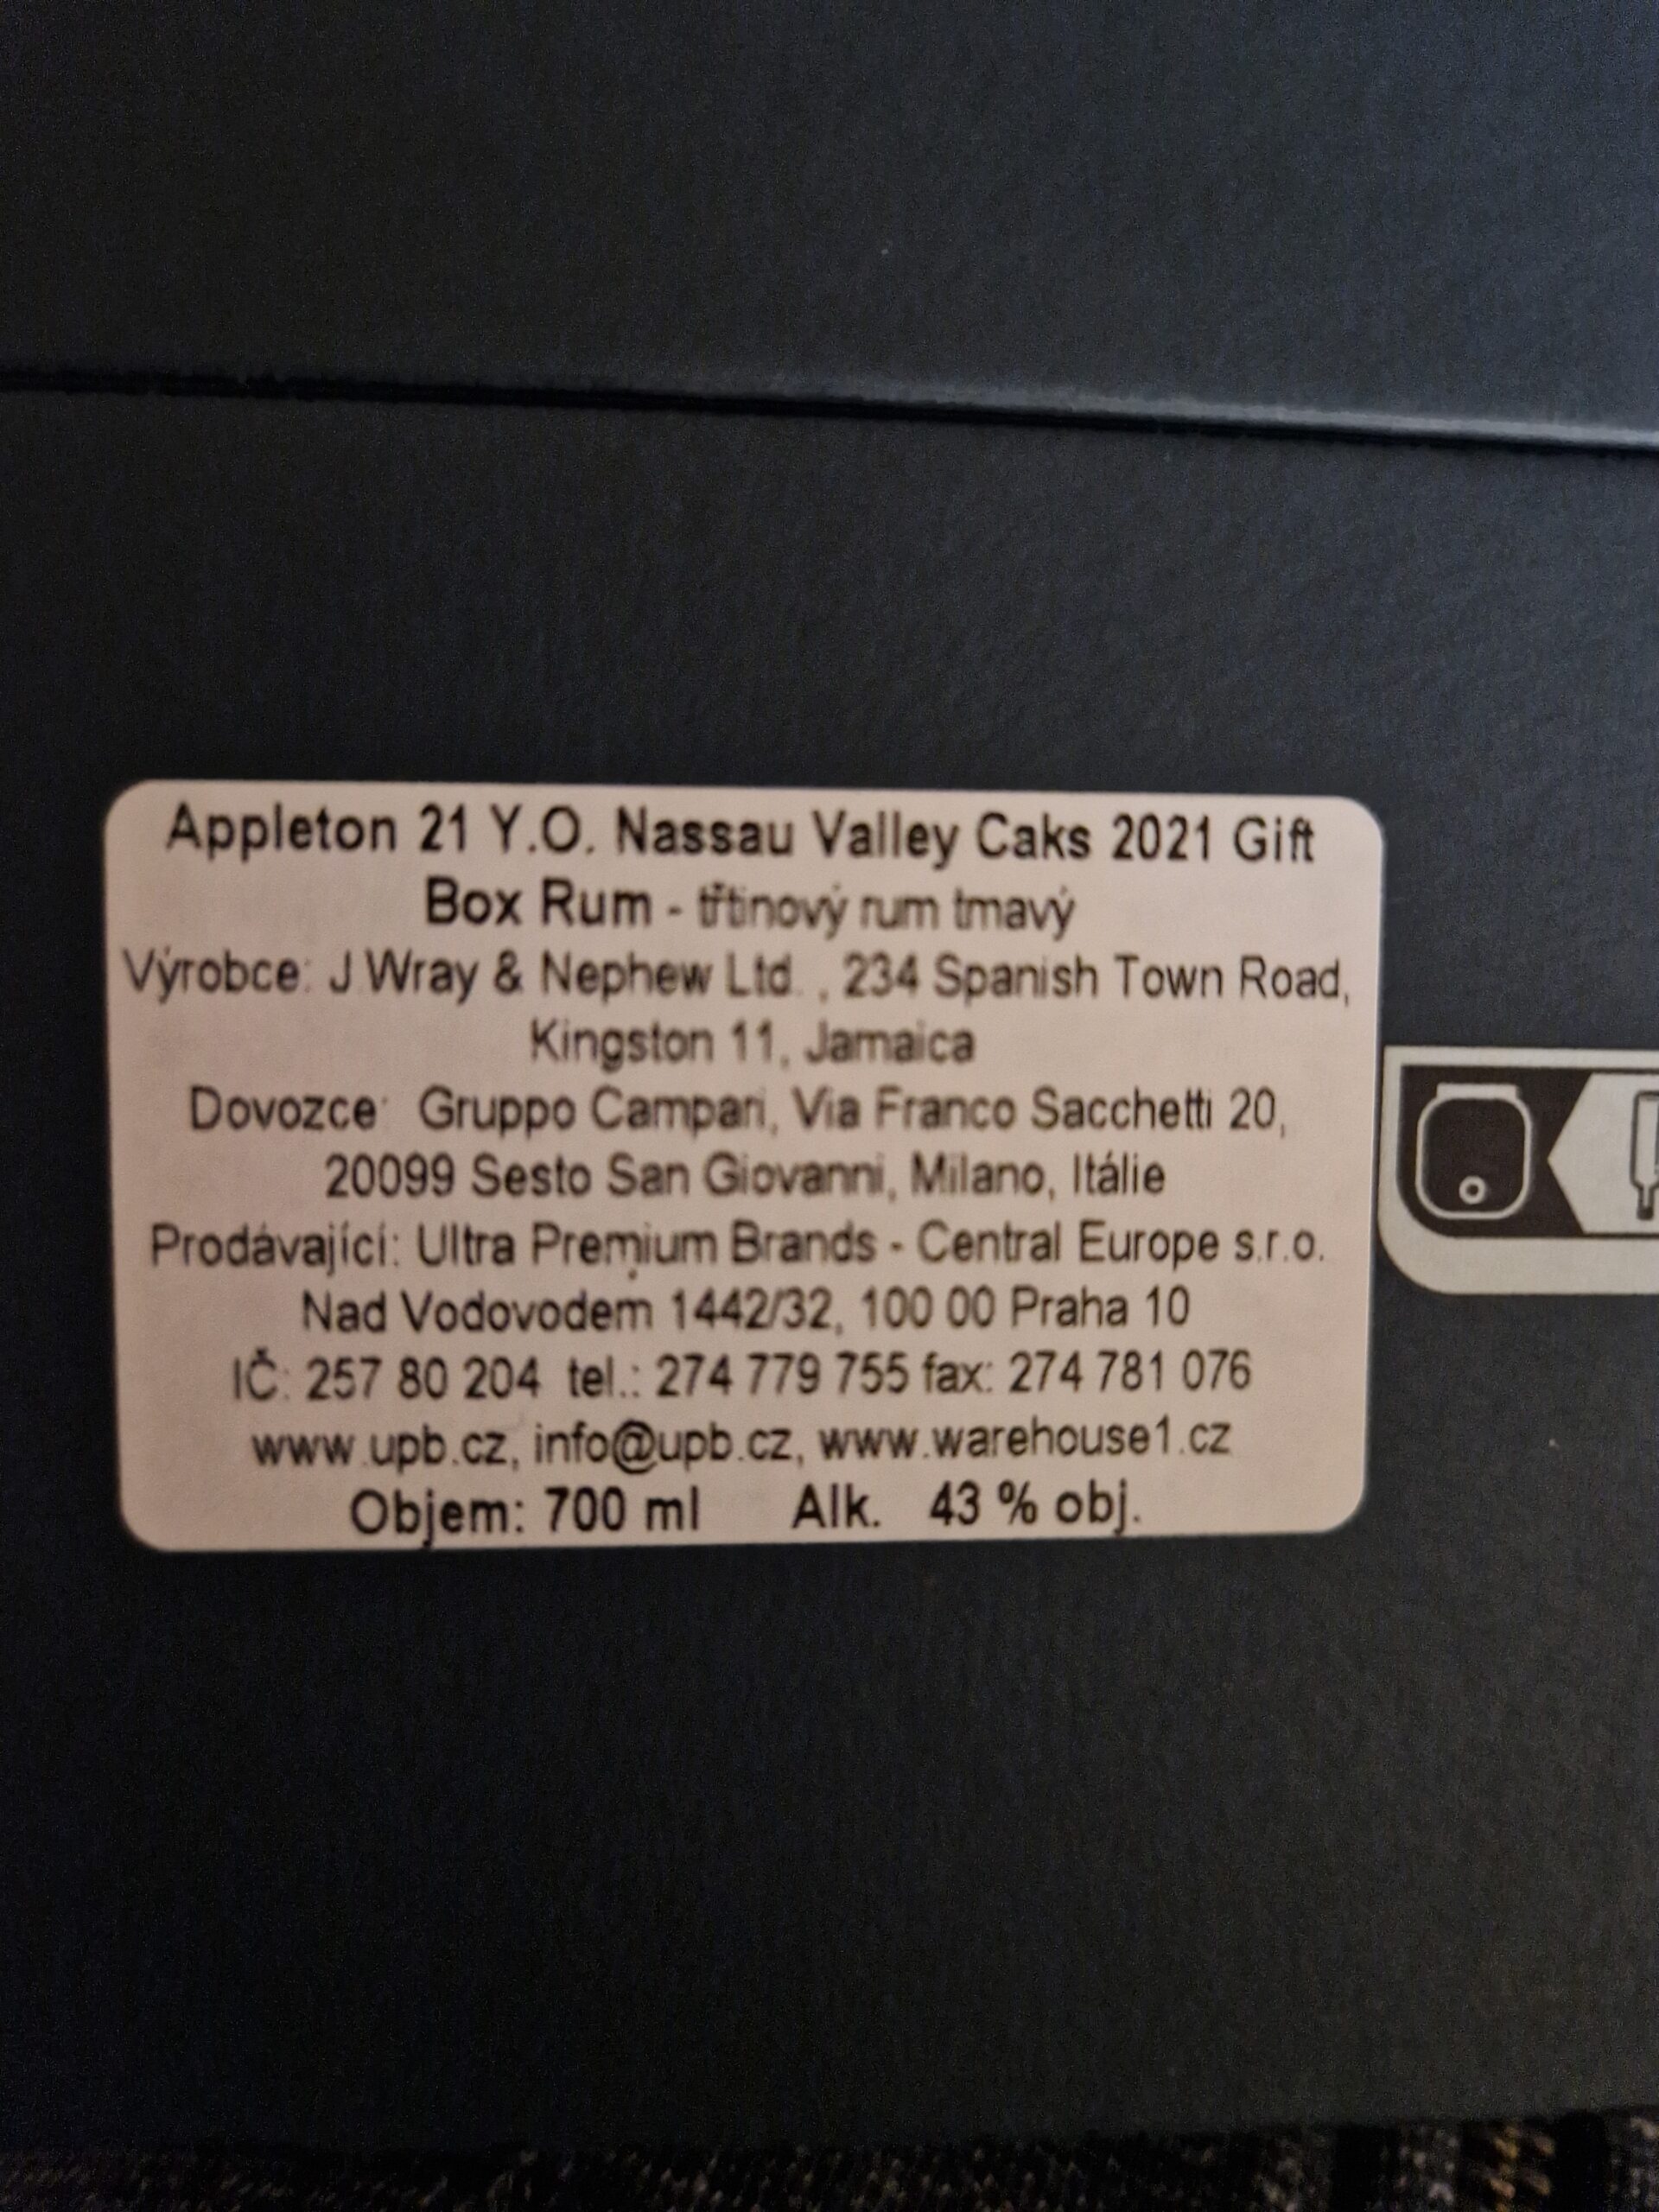 Appleton 21 Y.O. Nassau Valley Caks 2021 Gift
Box Rum - třtinový rum tmavý
Výrobce: J.Wray & Nephew Ltd. , 234 Spanish Town Road,
Kingston 11, Jamaica
Dovozce: Gruppo Campari, Via Franco Sacchetti 20,
20099 Sesto San Giovanni, Milano, Itálie
Prodávající: Ultra Premium Brands - Central Europe s.r.o.
Nad Vodovodem 1442/32, 100 00 Praha 10
IČ: 257 80 204 tel.: 274 779 755 fax: 274 781 076
www.upb.cz, info@upb.cz, www.warehouse1.cz
Objem: 700 ml Alk. 43 % obj.